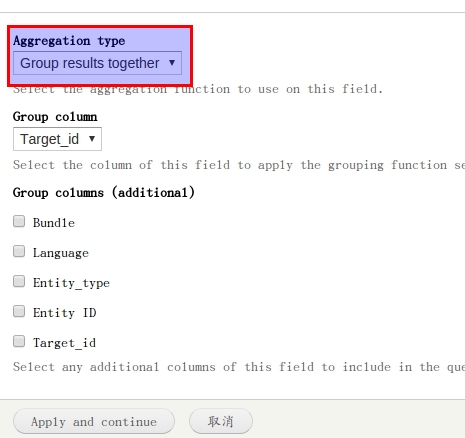 Aggregation type
Group results together
Select the aggregation function to use on this field.
Group column
Target_id
Select the column of this field to apply the grouping function
Group columns (additional)
Bundle
Language
Entity_type
Entity ID
Target_id
Select any additional columns of this field to include in the
Apply and continue 取消